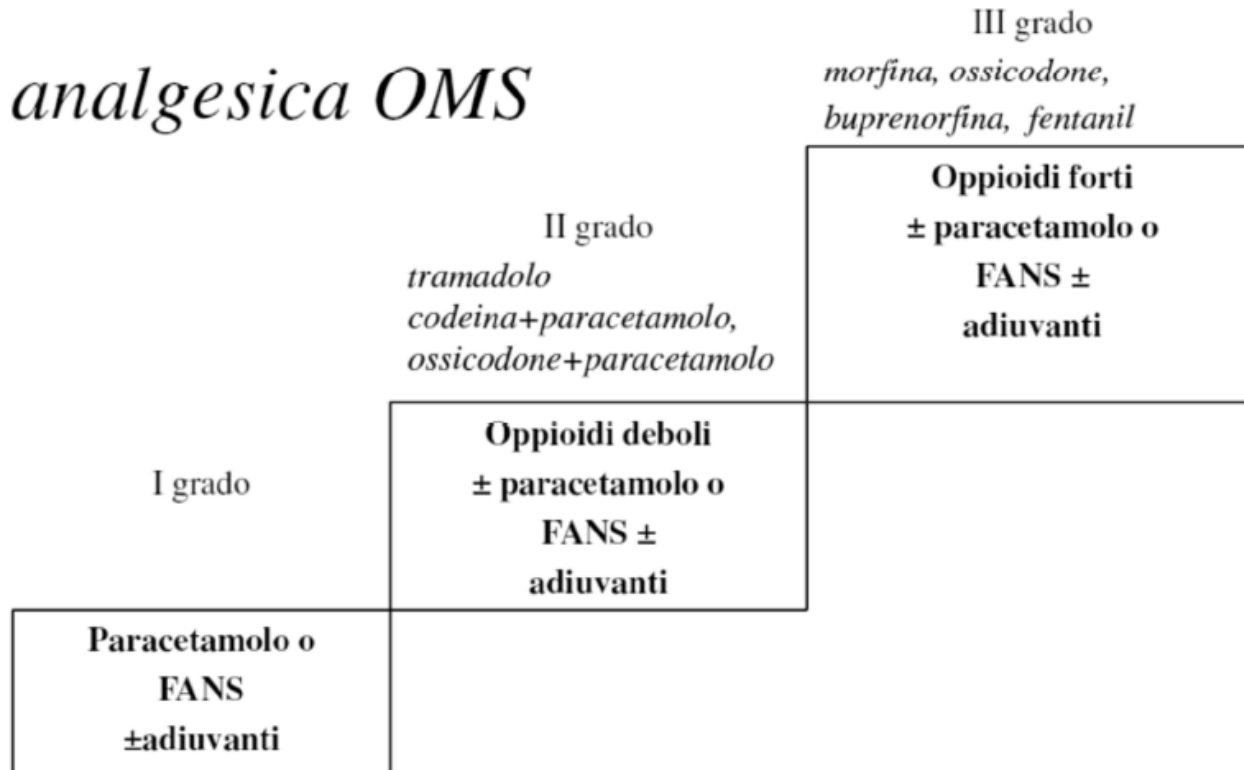 analgesica OMS
III grado
morfina, ossicodone,
buprenorfina, fentanil
Oppioidi forti
± paracetamolo o
FANS ±
adiuvanti
II grado
tramadolo
codeina+paracetamolo,
ossicodone+paracetamolo
Oppioidi deboli
± paracetamolo o
FANS ±
adiuvanti
I grado
Paracetamolo o
FANS
±adiuvanti